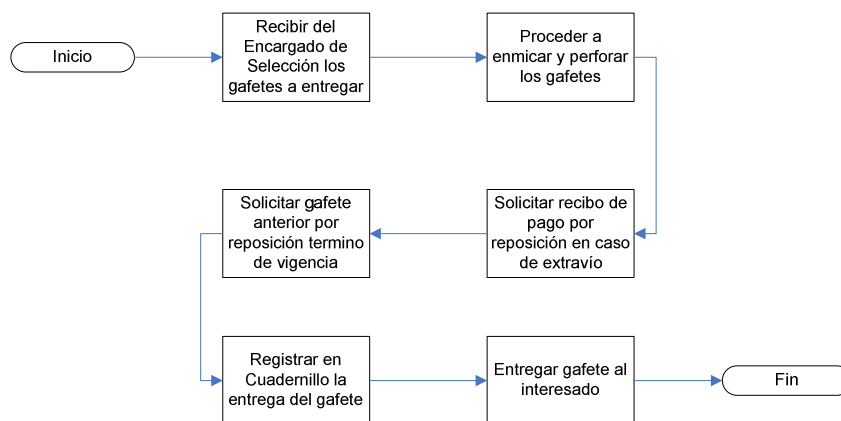 Inicio
Recibir del
Encargado de
Selección los
gafetes a entregar
Proceder a
enmicar y perforar
los gafetes
Solicitar recibo de
pago por
reposición en caso
de extravío
Solicitar gafete
anterior por
reposición termino
de vigencia
Registrar en
Cuadernillo la
entrega del gafete
Entregar gafete al
interesado
Fin